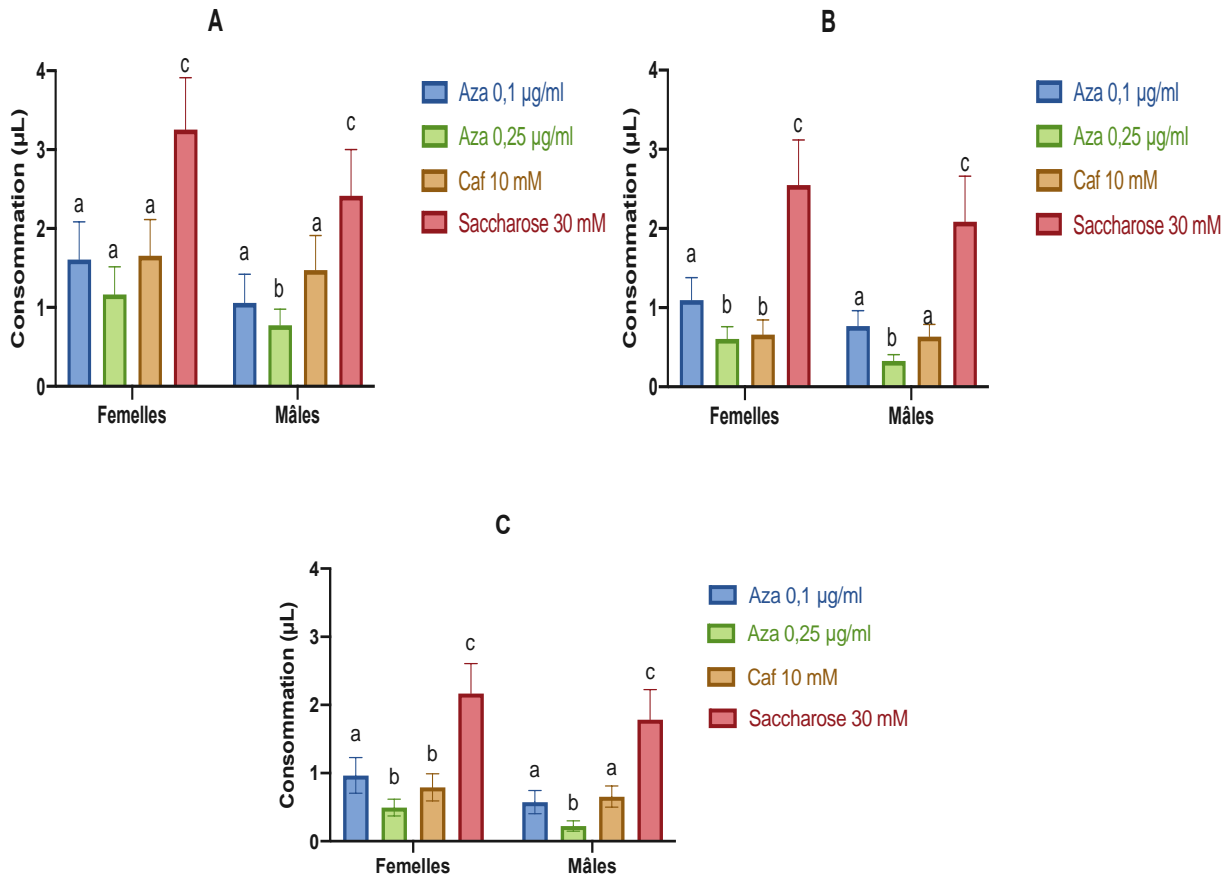 A
Consommation (µL)
4
3
2
1
0
a
a
a
c
a
b
a
c
Femelles
Mâles
Aza 0,1 µg/ml
Aza 0,25 µg/ml
Caf 10 mM
Saccharose 30 mM
B
Consommation (µL)
4
3
2
1
0
a
b
b
c
a
b
a
c
Femelles
Mâles
Aza 0,1 µg/ml
Aza 0,25 µg/ml
Caf 10 mM
Saccharose 30 mM
C
Consommation (µL)
4
3
2
1
0
a
b
b
c
a
b
a
c
Femelles
Mâles
Aza 0,1 µg/ml
Aza 0,25 µg/ml
Caf 10 mM
Saccharose 30 mM